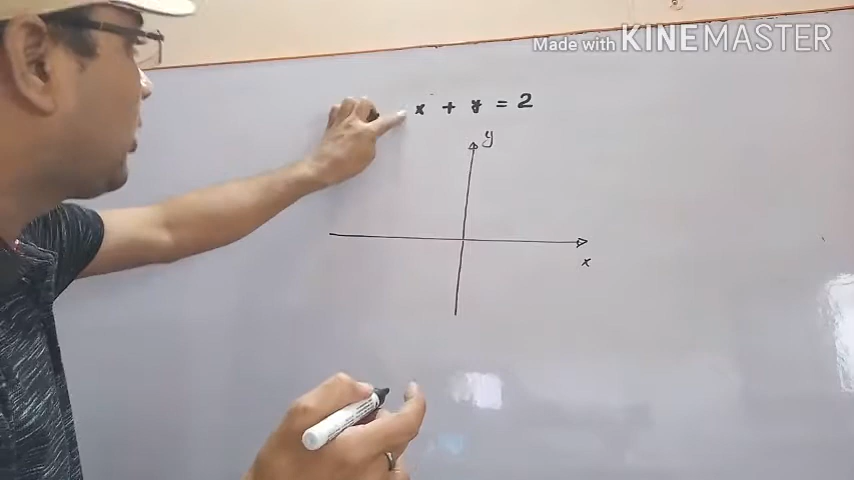 Made with KINEMASTER
x + y = 2
y
x